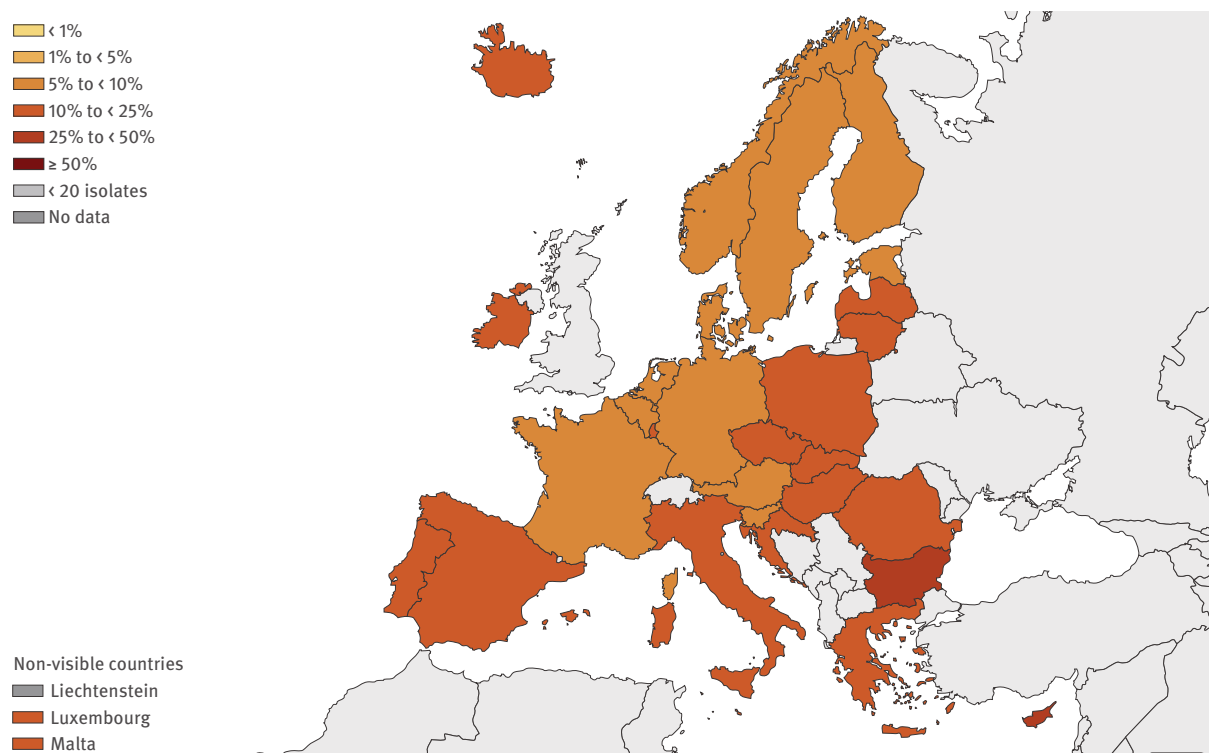 ‹ 1%
1% to ‹ 5%
5% to ‹ 10%
10% to ‹ 25%
25% to ‹ 50%
≥ 50%
‹ 20 isolates
No data
Non-visible countries
Liechtenstein
Luxembourg
Malta